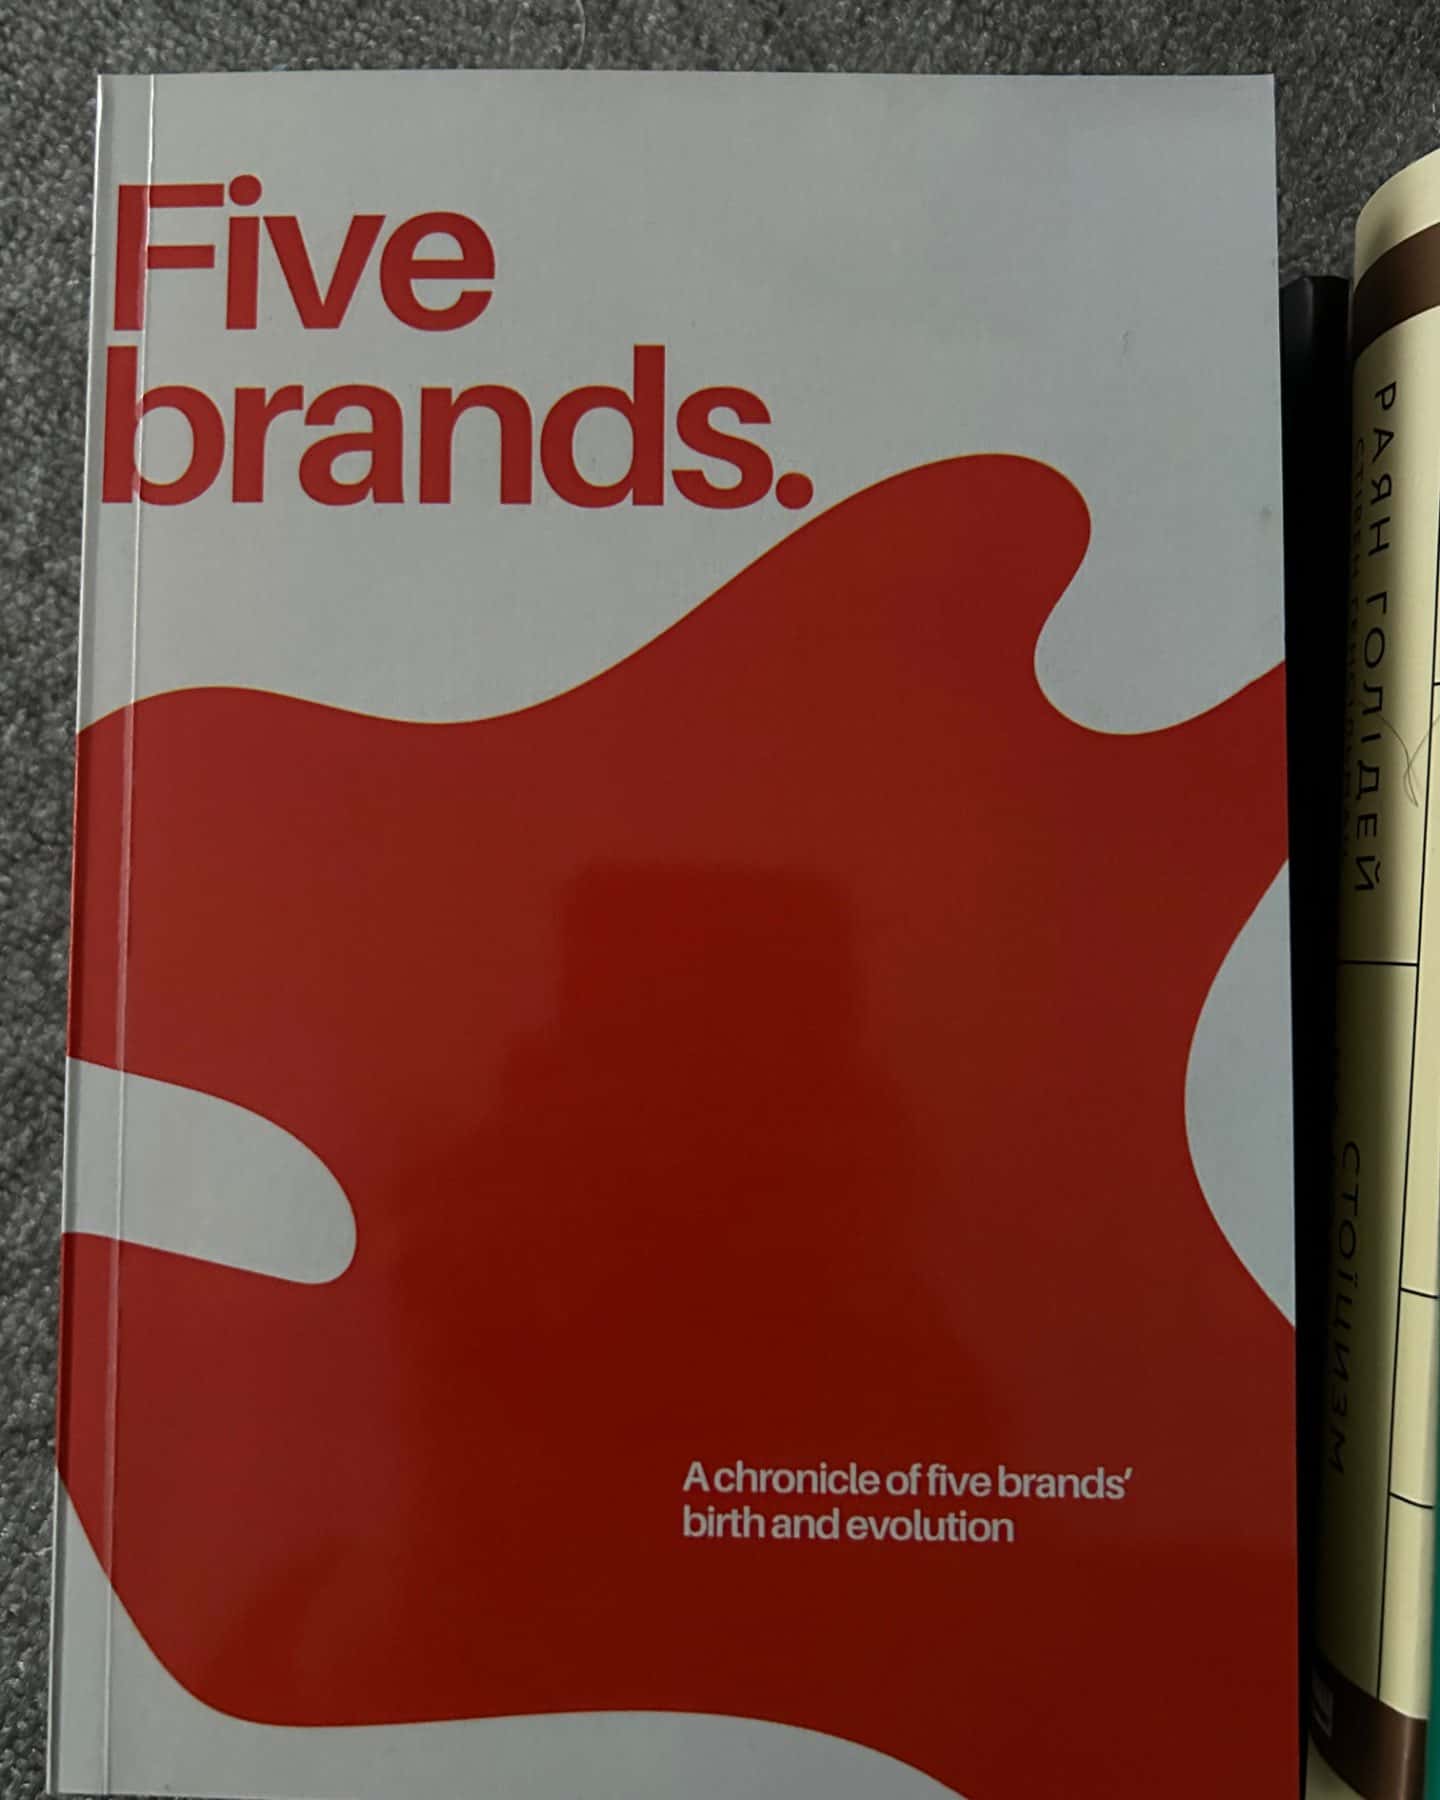 Five
brands.
A chronicle of five brands'
birth and evolution
РАЯН ГОЛІДЕЙ
СТОЇЦИЗМ